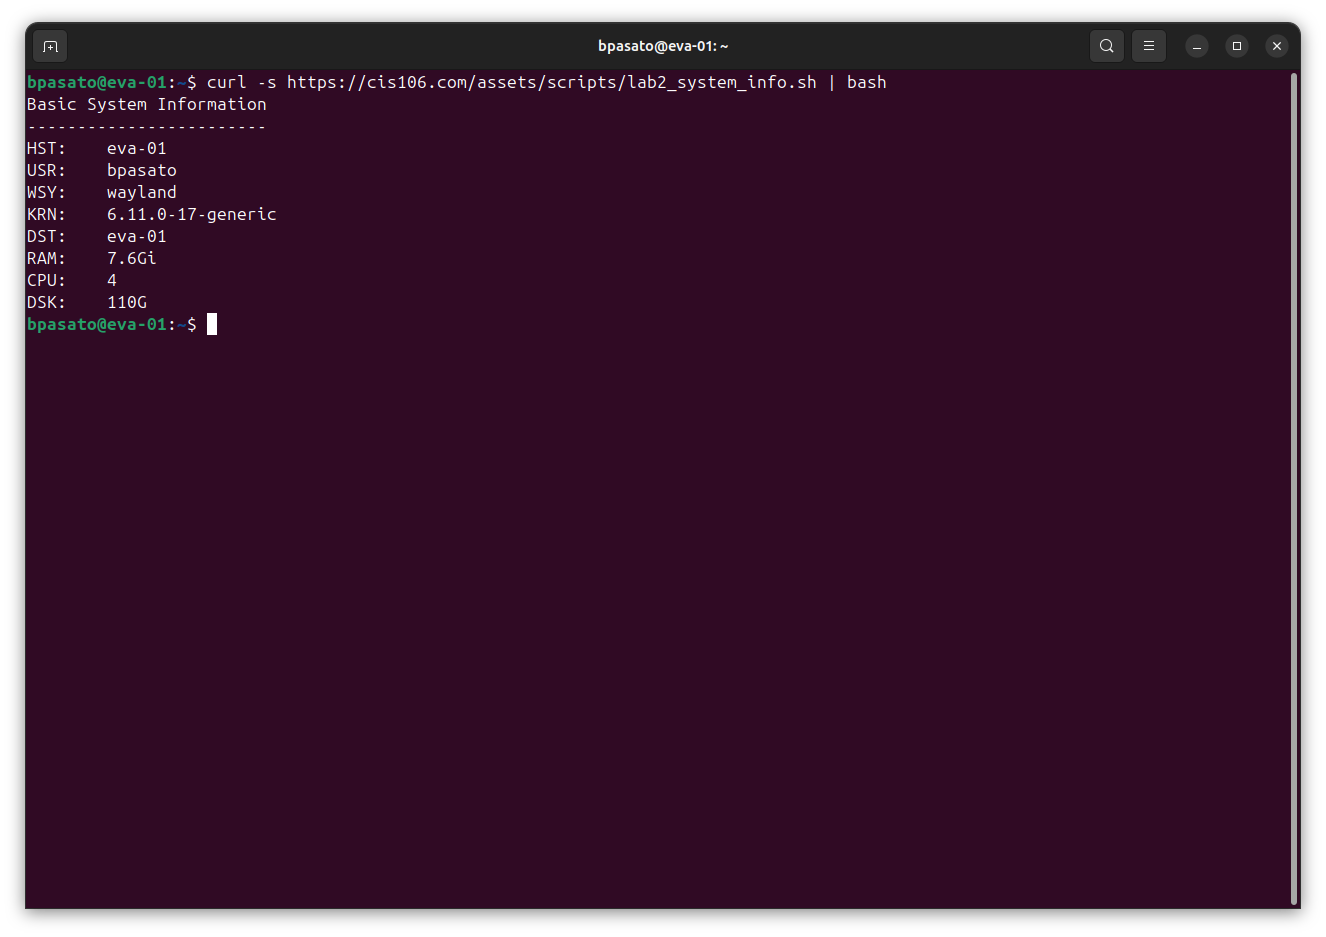 bpasato@eva-01: ~
bpasato@eva-01:~$ curl -s https://cis106.com/assets/scripts/lab2_system_info.sh | bash
Basic System Information
------------------------
HST:    eva-01
USR:    bpasato
WSY:    wayland
KRN:    6.11.0-17-generic
DST:    eva-01
RAM:    7.6Gi
CPU:    4
DSK:    110G
bpasato@eva-01:~$